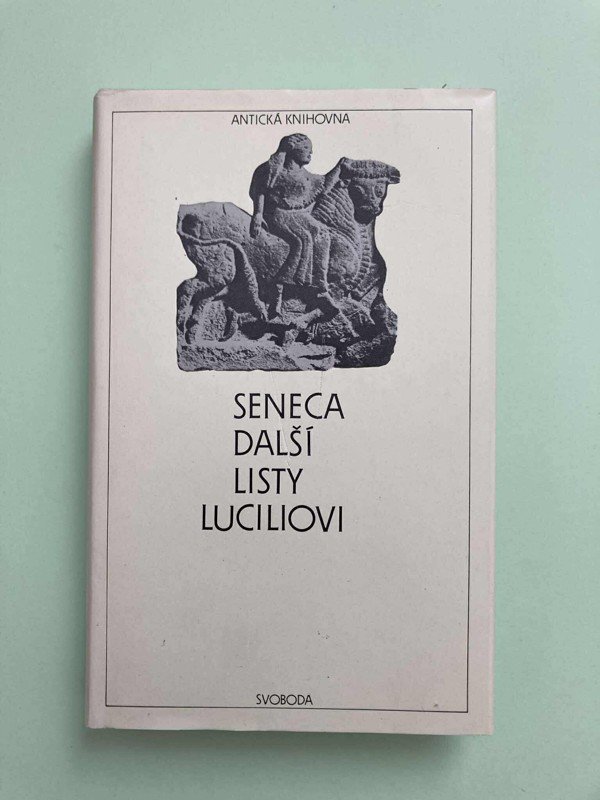 ANTICKÁ KNIHOVNA
SENECA
DALŠÍ
LISTY
LUCILIOVI
SVOBODA